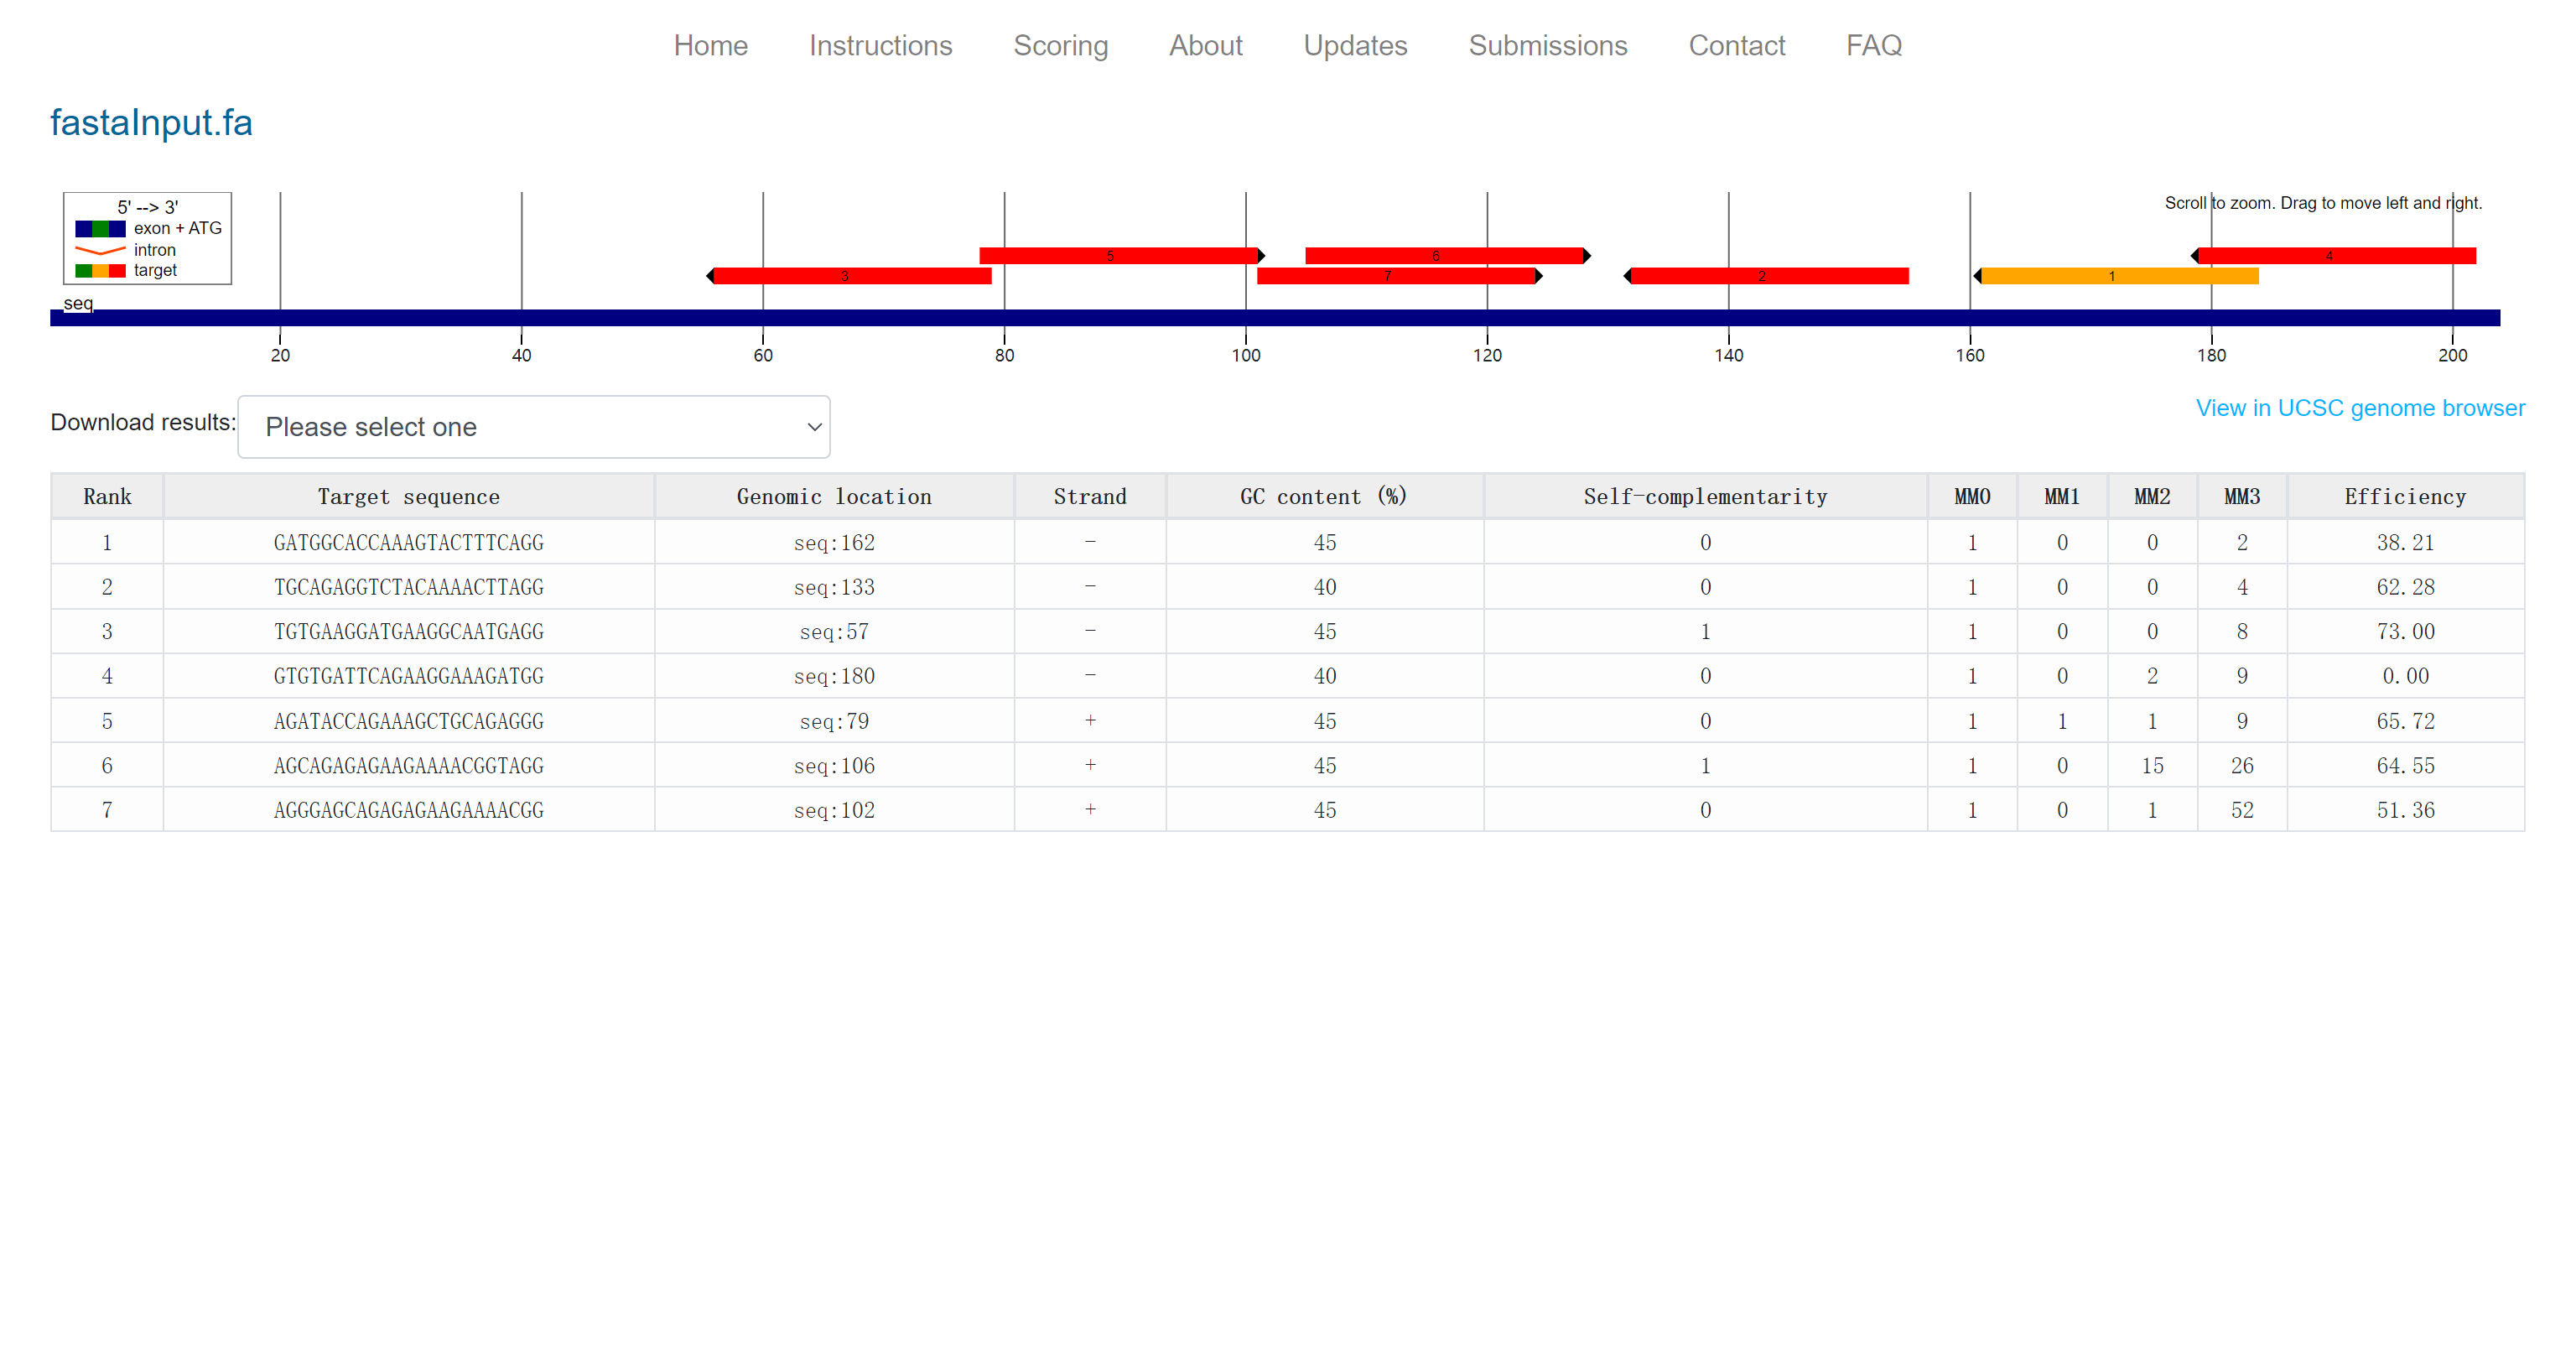 Home Instructions Scoring About Updates Submissions Contact FAQ
fastaInput.fa
5' --> 3'
exon + ATG
intron
target
Scroll to zoom. Drag to move left and right.
5 6 4
3 7 2 1
seq
20 40 60 80 100 120 140 160 180 200
Download results: Please select one View in UCSC genome browser
Rank Target sequence Genomic location Strand GC content (%) Self-complementarity MM0 MM1 MM2 MM3 Efficiency
1 GATGGCACCAAAGTACTTTCAGG seq:162 - 45 0 1 0 0 2 38.21
2 TGCAGAGGTCTACAAAACTTAGG seq:133 - 40 0 1 0 0 4 62.28
3 TGTGAAGGATGAAGGCAATGAGG seq:57 - 45 1 1 0 0 8 73.00
4 GTGTGATTCAGAAGGAAAGATGG seq:180 - 40 0 1 0 2 9 0.00
5 AGATACCAGAAAGCTGCAGAGGG seq:79 + 45 0 1 1 1 9 65.72
6 AGCAGAGAGAAGAAAACGGTAGG seq:106 + 45 1 1 0 15 26 64.55
7 AGGGAGCAGAGAGAAGAAAACGG seq:102 + 45 0 1 0 1 52 51.36